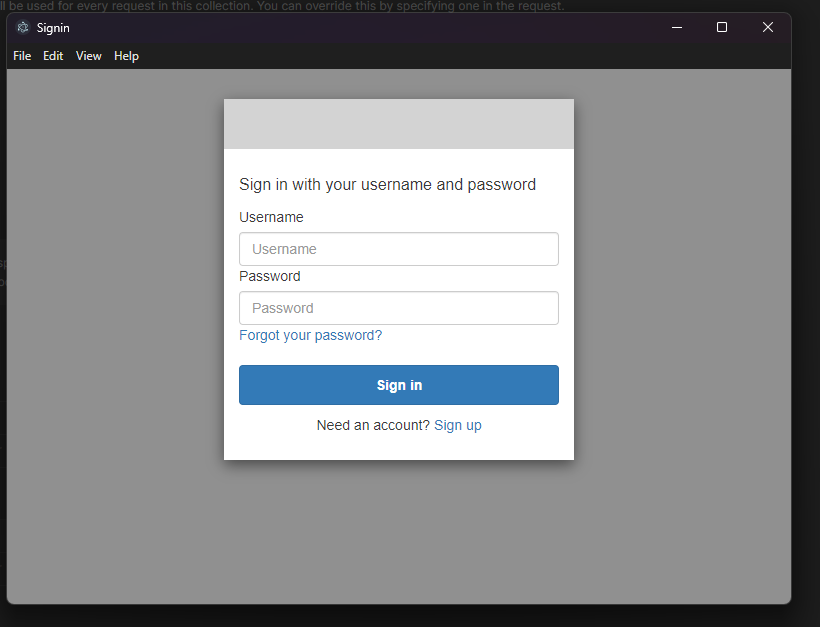 ll be used for every request in this collection. You can override this by specifying one in the request.
Signin
File Edit View Help
Sign in with your username and password
Username
Username
Password
Password
Forgot your password?
Sign in
Need an account? Sign up